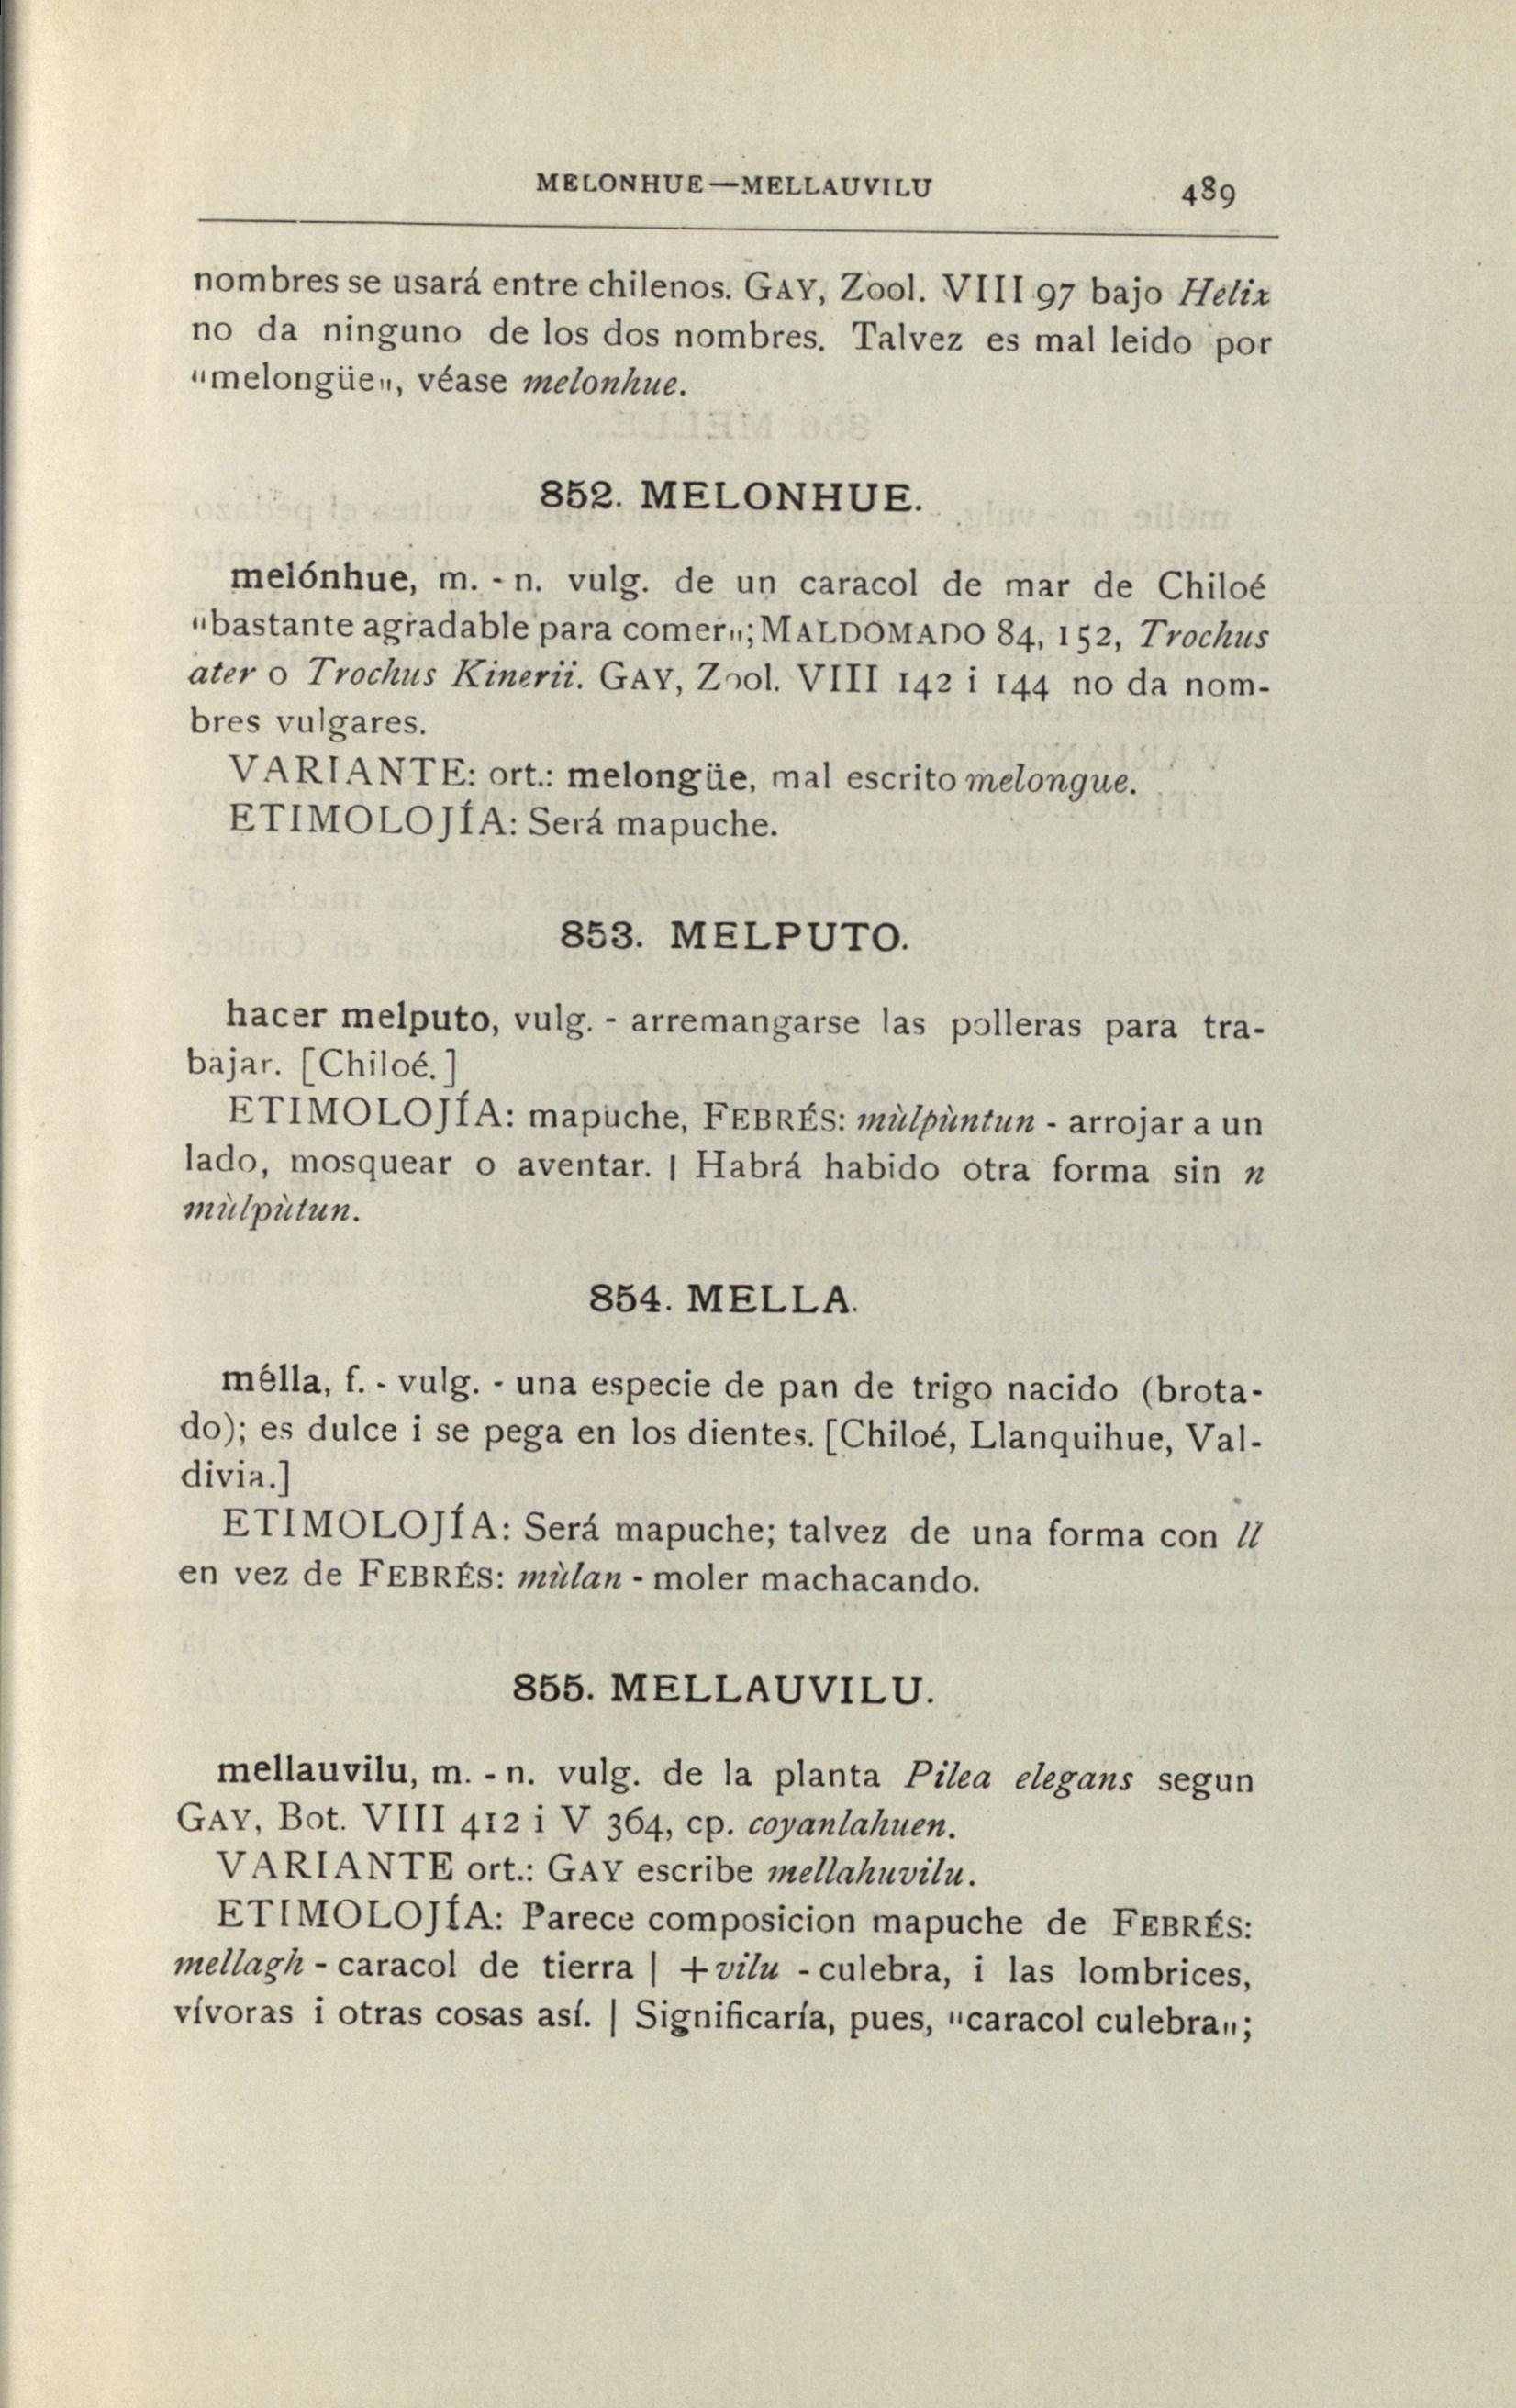 MELONHUE—MELLAUVILU 489
nombres se usará entre chilenos. GAY, Zool. VIII 97 bajo Helix
no da ninguno de los dos nombres. Talvez es mal leido por
"melongüe", véase melonhue.
852. MELONHUE.
melónhue, m. - n. vulg. de un caracol de mar de Chiloé
"bastante agradable para comer"; MALDOMADO 84, 152, Trochus
ater o Trochus Kinerii. GAY, Zool. VIII 142 i 144 no da nom-
bres vulgares.
VARIANTE: ort.: melongüe, mal escrito melongue.
ETIMOLOJÍA: Será mapuche.
853. MELPUTO.
hacer melputo, vulg. - arremangarse las polleras para tra-
bajar. [Chiloé.]
ETIMOLOJÍA: mapuche, FEBRÉS: mùlpùntun - arrojar a un
lado, mosquear o aventar. | Habrá habido otra forma sin n
mùlpùtun.
854. MELLA.
mélla, f. - vulg. - una especie de pan de trigo nacido (brota-
do); es dulce i se pega en los dientes. [Chiloé, Llanquihue, Val-
divia.]
ETIMOLOJÍA: Será mapuche; talvez de una forma con ll
en vez de FEBRÉS: mùlan - moler machacando.
855. MELLAUVILU.
mellauvilu, m. - n. vulg. de la planta Pilea elegans segun
GAY, Bot. VIII 412 i V 364, cp. coyanlahuen.
VARIANTE ort.: GAY escribe mellahuvilu.
ETIMOLOJÍA: Parece composicion mapuche de FEBRÉS:
mellagh - caracol de tierra | + vilu - culebra, i las lombrices,
vívoras i otras cosas así. | Significaría, pues, "caracol culebra";